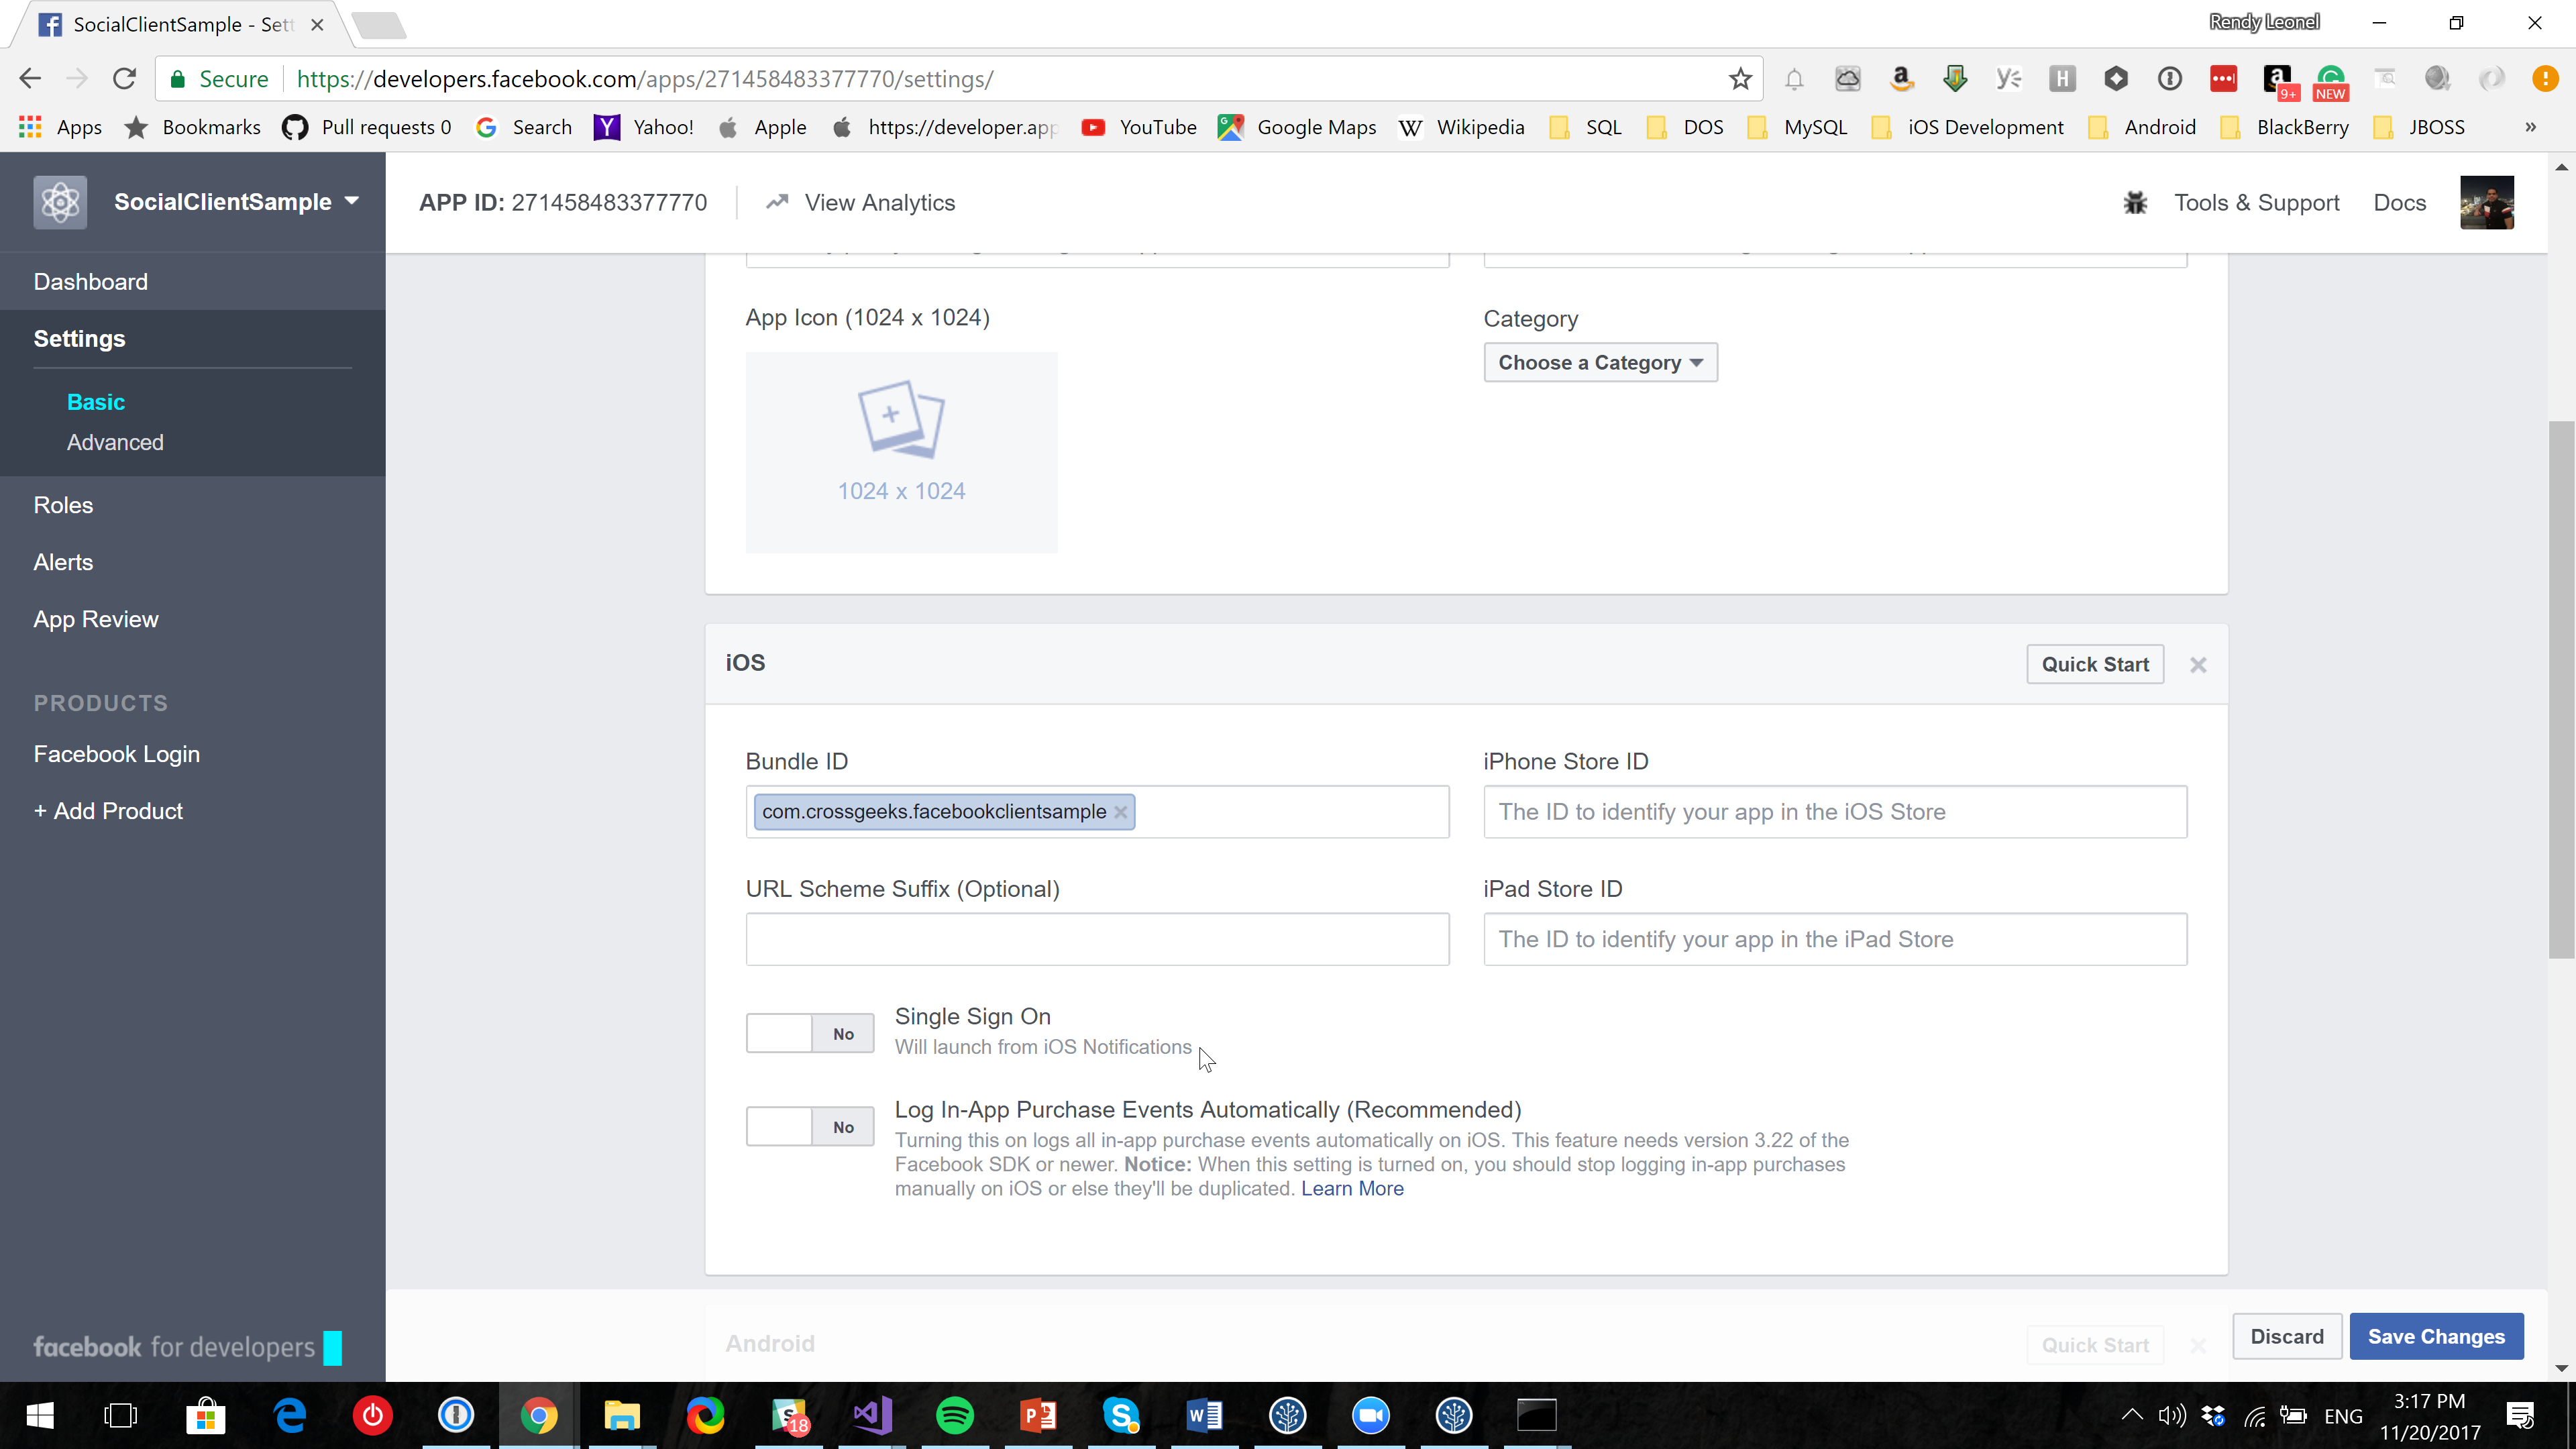 SocialClientSample - Sett
Rendy Leonel
Secure
https://developers.facebook.com/apps/271458483377770/settings/
9+
NEW
Apps
Bookmarks
Pull requests 0
Search
Yahoo!
Apple
https://developer.app
YouTube
Google Maps
Wikipedia
SQL
DOS
MySQL
iOS Development
Android
BlackBerry
JBOSS
»
SocialClientSample
APP ID: 271458483377770
View Analytics
Tools & Support
Docs
Dashboard
Settings
Basic
Advanced
Roles
Alerts
App Review
PRODUCTS
Facebook Login
+ Add Product
facebook for developers
App Icon (1024 x 1024)
1024 x 1024
Category
Choose a Category
iOS
Quick Start
Bundle ID
com.crossgeeks.facebookclientsample
iPhone Store ID
The ID to identify your app in the iOS Store
URL Scheme Suffix (Optional)
iPad Store ID
The ID to identify your app in the iPad Store
No
Single Sign On
Will launch from iOS Notifications
No
Log In-App Purchase Events Automatically (Recommended)
Turning this on logs all in-app purchase events automatically on iOS. This feature needs version 3.22 of the
Facebook SDK or newer. Notice: When this setting is turned on, you should stop logging in-app purchases
manually on iOS or else they'll be duplicated. Learn More
Android
Quick Start
Discard
Save Changes
18
ENG
3:17 PM
11/20/2017